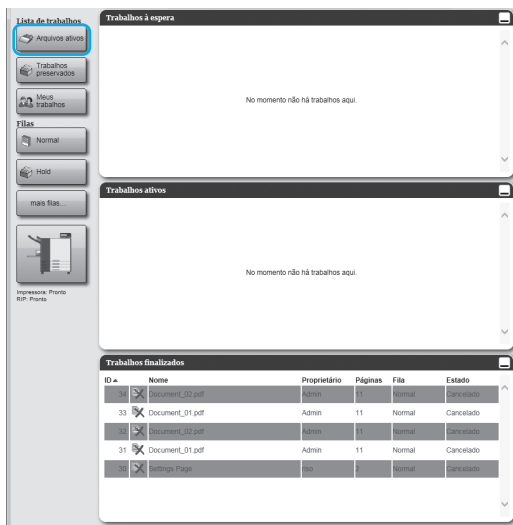 Lista de trabalhos
Arquivos ativos
Trabalhos
preservados
Meus
trabalhos
Filas
Normal
Hold
mais filas...
Impressora: Pronto
RIP: Pronto
Trabalhos à espera
No momento não há trabalhos aqui.
Trabalhos ativos
No momento não há trabalhos aqui.
Trabalhos finalizados
ID Nome Proprietário Páginas Fila Estado
34 Document_02.pdf Admin 11 Normal Cancelado
33 Document_01.pdf Admin 11 Normal Cancelado
32 Document_02.pdf Admin 11 Normal Cancelado
31 Document_01.pdf Admin 11 Normal Cancelado
30 Settings Page riso 2 Normal Cancelado